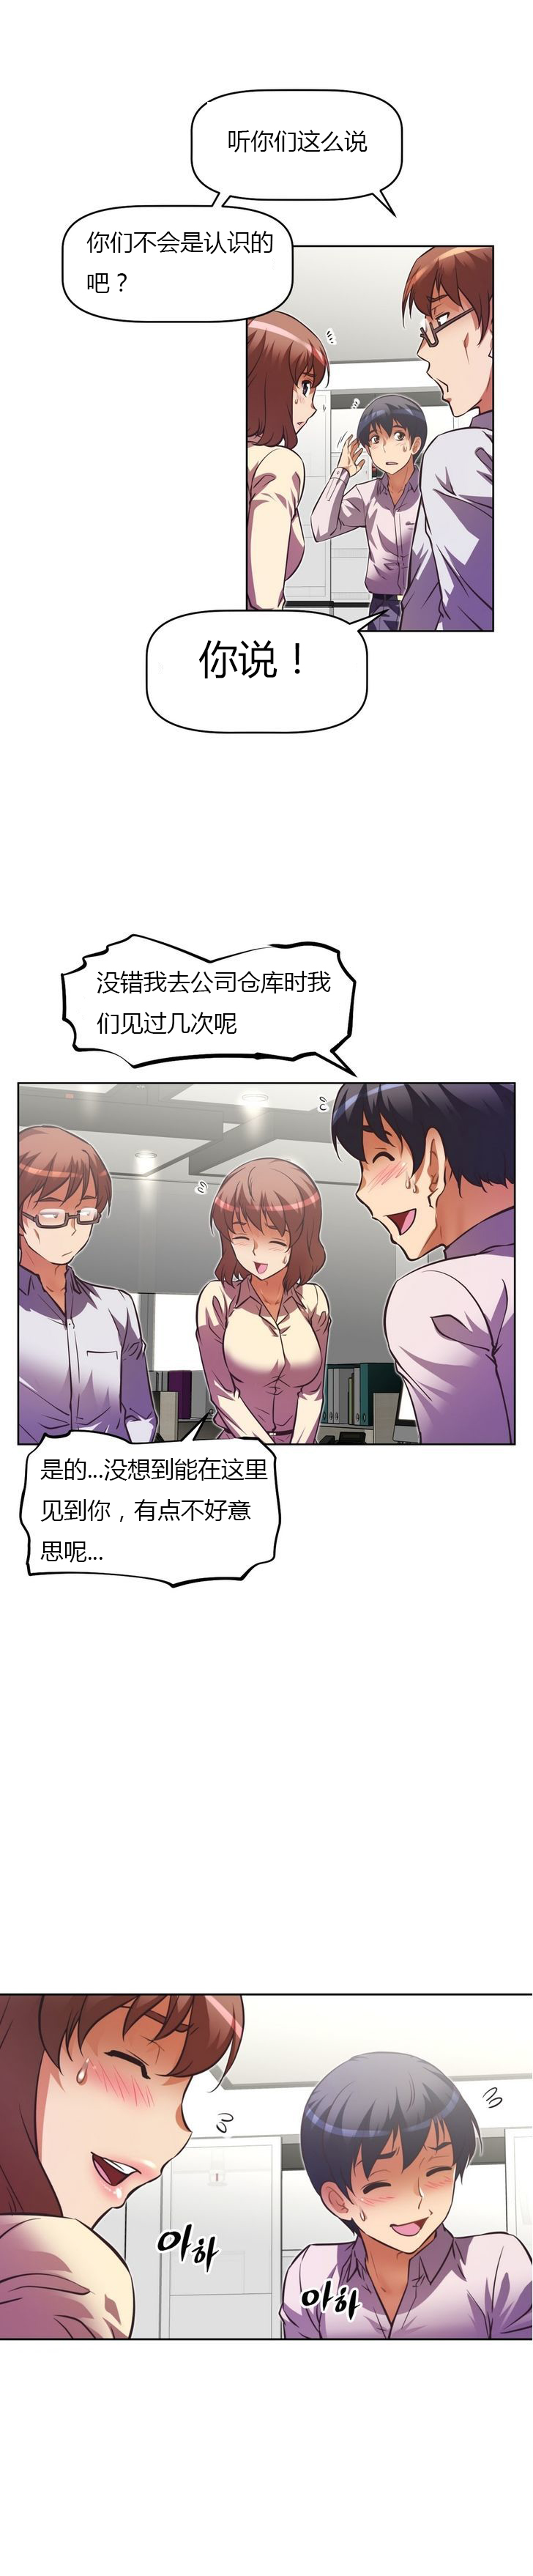 听你们这么说
你们不会是认识的
吧？
你说！
没错我去公司仓库时我
们见过几次呢
是的...没想到能在这里
见到你，有点不好意
思呢...
아하
아하